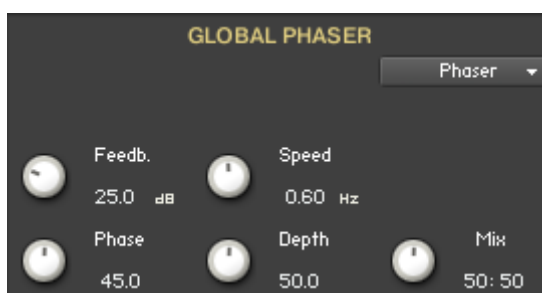 GLOBAL PHASER
Phaser
Feedb. Speed
25.0 dB 0.60 Hz
Phase Depth Mix
45.0 50.0 50:50